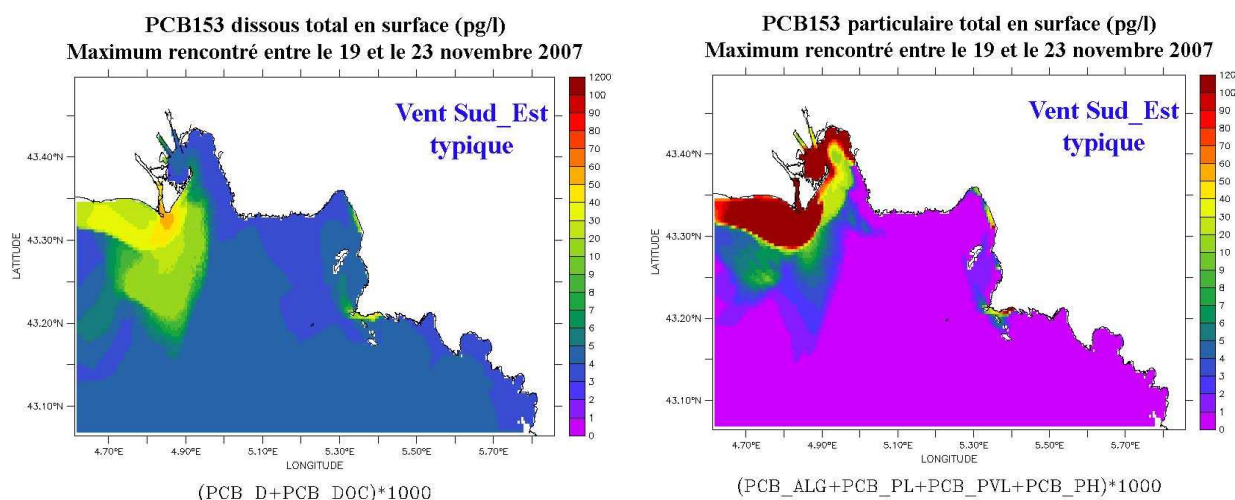 PCB153 dissous total en surface (pg/l)
Maximum rencontré entre le 19 et le 23 novembre 2007
Vent Sud_Est
typique
1200
100
90
80
70
60
50
40
30
20
10
9
8
7
6
5
4
3
2
1
0
43.40°N
43.30°N
43.20°N
43.10°N
LATITUDE
4.70°E
4.90°E
5.10°E
5.30°E
5.50°E
5.70°E
LONGITUDE
(PCB_D+PCB_DOC)*1000
PCB153 particulaire total en surface (pg/l)
Maximum rencontré entre le 19 et le 23 novembre 2007
Vent Sud_Est
typique
120
100
90
80
70
60
50
40
30
20
10
9
8
7
6
5
4
3
2
1
0
43.40°N
43.30°N
43.20°N
43.10°N
LATITUDE
4.70°E
4.90°E
5.10°E
5.30°E
5.50°E
5.70°E
LONGITUDE
(PCB_ALG+PCB_PL+PCB_PVL+PCB_PH)*1000